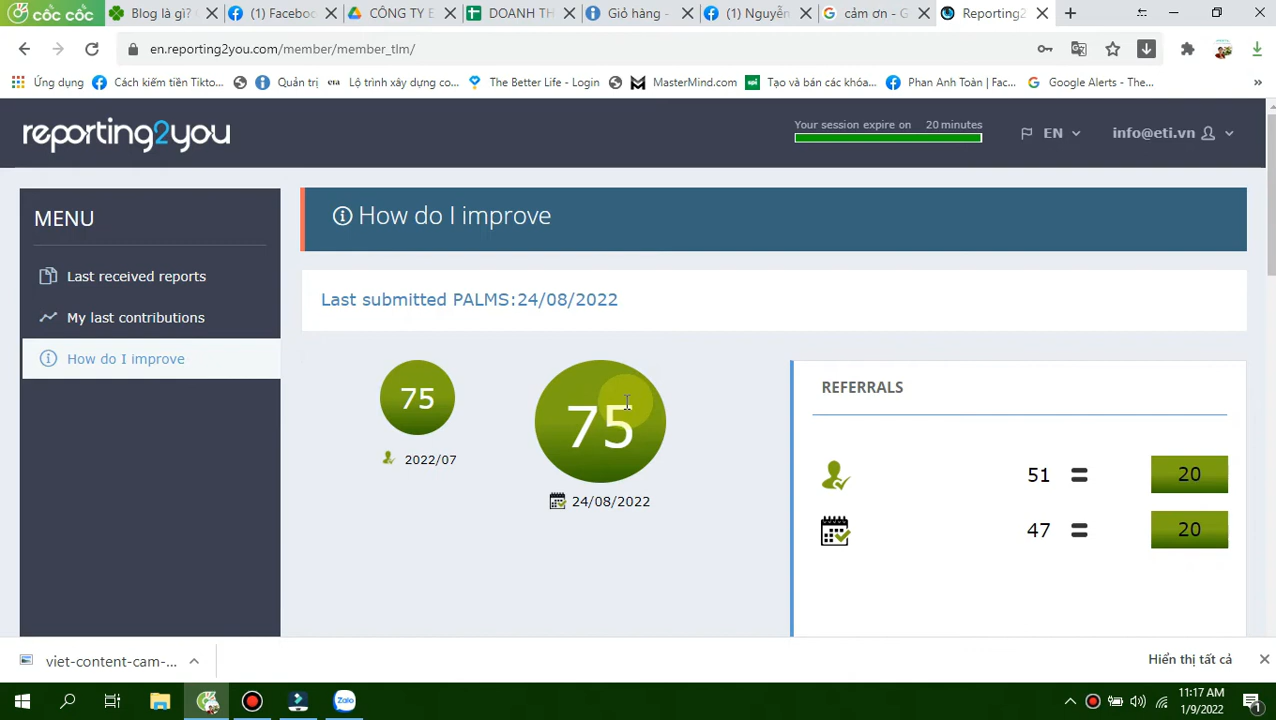 cốc cốc
Blog là gì?
(1) Faceboo
CÔNG TY E
DOANH TH
Giỏ hàng -
(1) Nguyễn
cảm ơn - G
Reporting2
en.reporting2you.com/member/member_tlm/
Ứng dụng
Cách kiếm tiền Tikto...
Quản trị
Lộ trình xây dựng co...
The Better Life - Login
MasterMind.com
Tạo và bán các khóa...
Phan Anh Toàn | Fac...
Google Alerts - The...
»
reporting2you
Your session expire on 20 minutes
EN
info@eti.vn
MENU
Last received reports
My last contributions
How do I improve
How do I improve
Last submitted PALMS:24/08/2022
75
2022/07
75
24/08/2022
REFERRALS
51 = 20
47 = 20
viet-content-cam-...
Hiển thị tất cả
Zalo
11:17 AM
1/9/2022
1